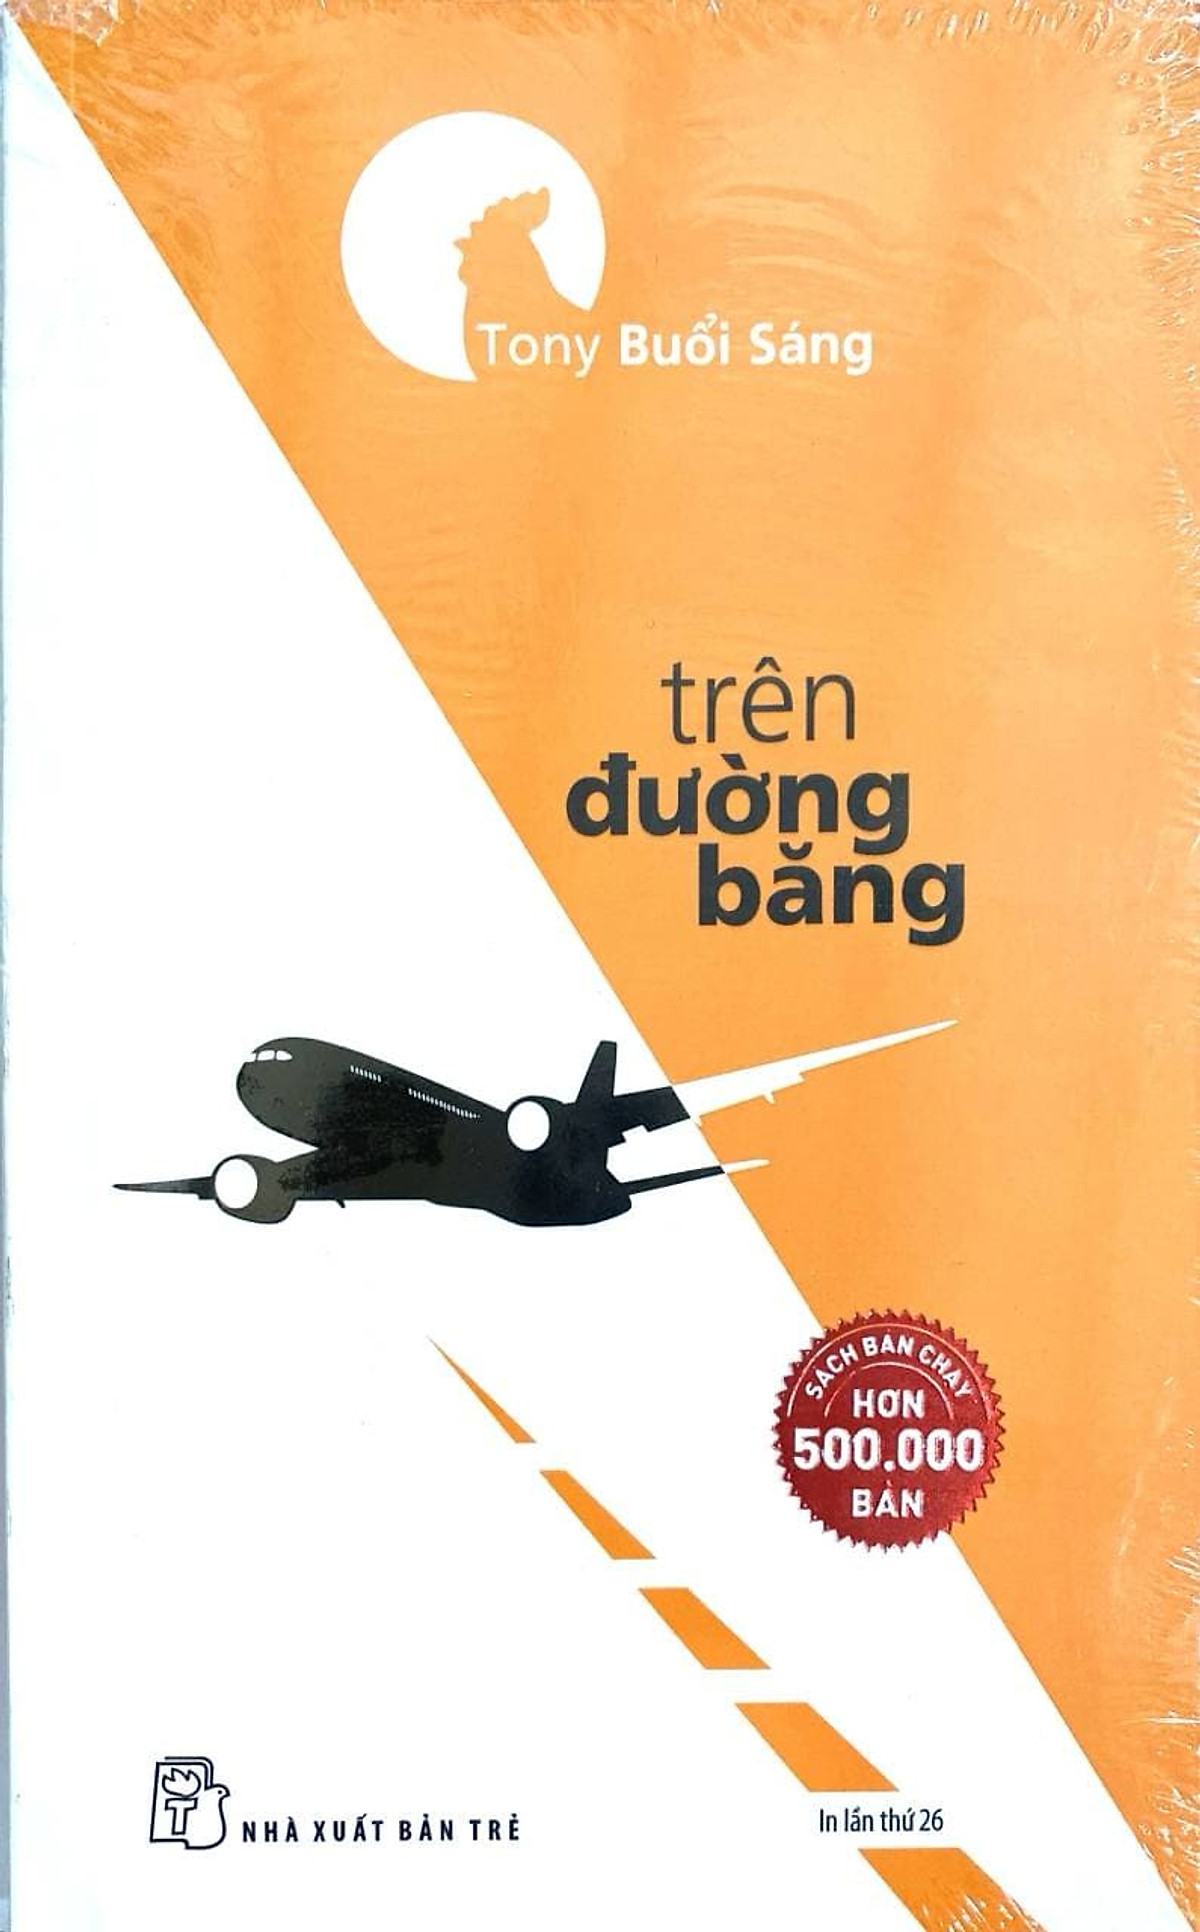 Tony Buổi Sáng
trên
đường
băng
SÁCH BÁN CHẠY
HƠN
500.000
BẢN
T
NHÀ XUẤT BẢN TRẺ
In lần thứ 26